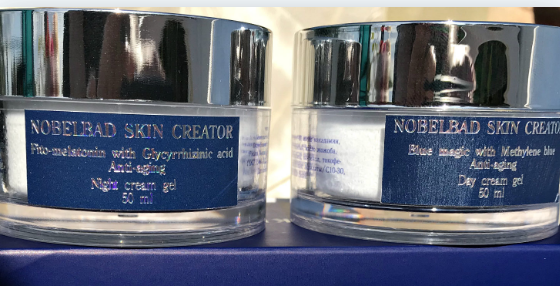 NOBELBAD SKIN CREATOR
Fito-melatonin with Glycyrrhizinic acid
Anti-aging
Night cream gel
50 ml
NOBELBAD SKIN CREATO
Blue magic with Methylene blue
Anti-aging
Day cream gel
50 ml